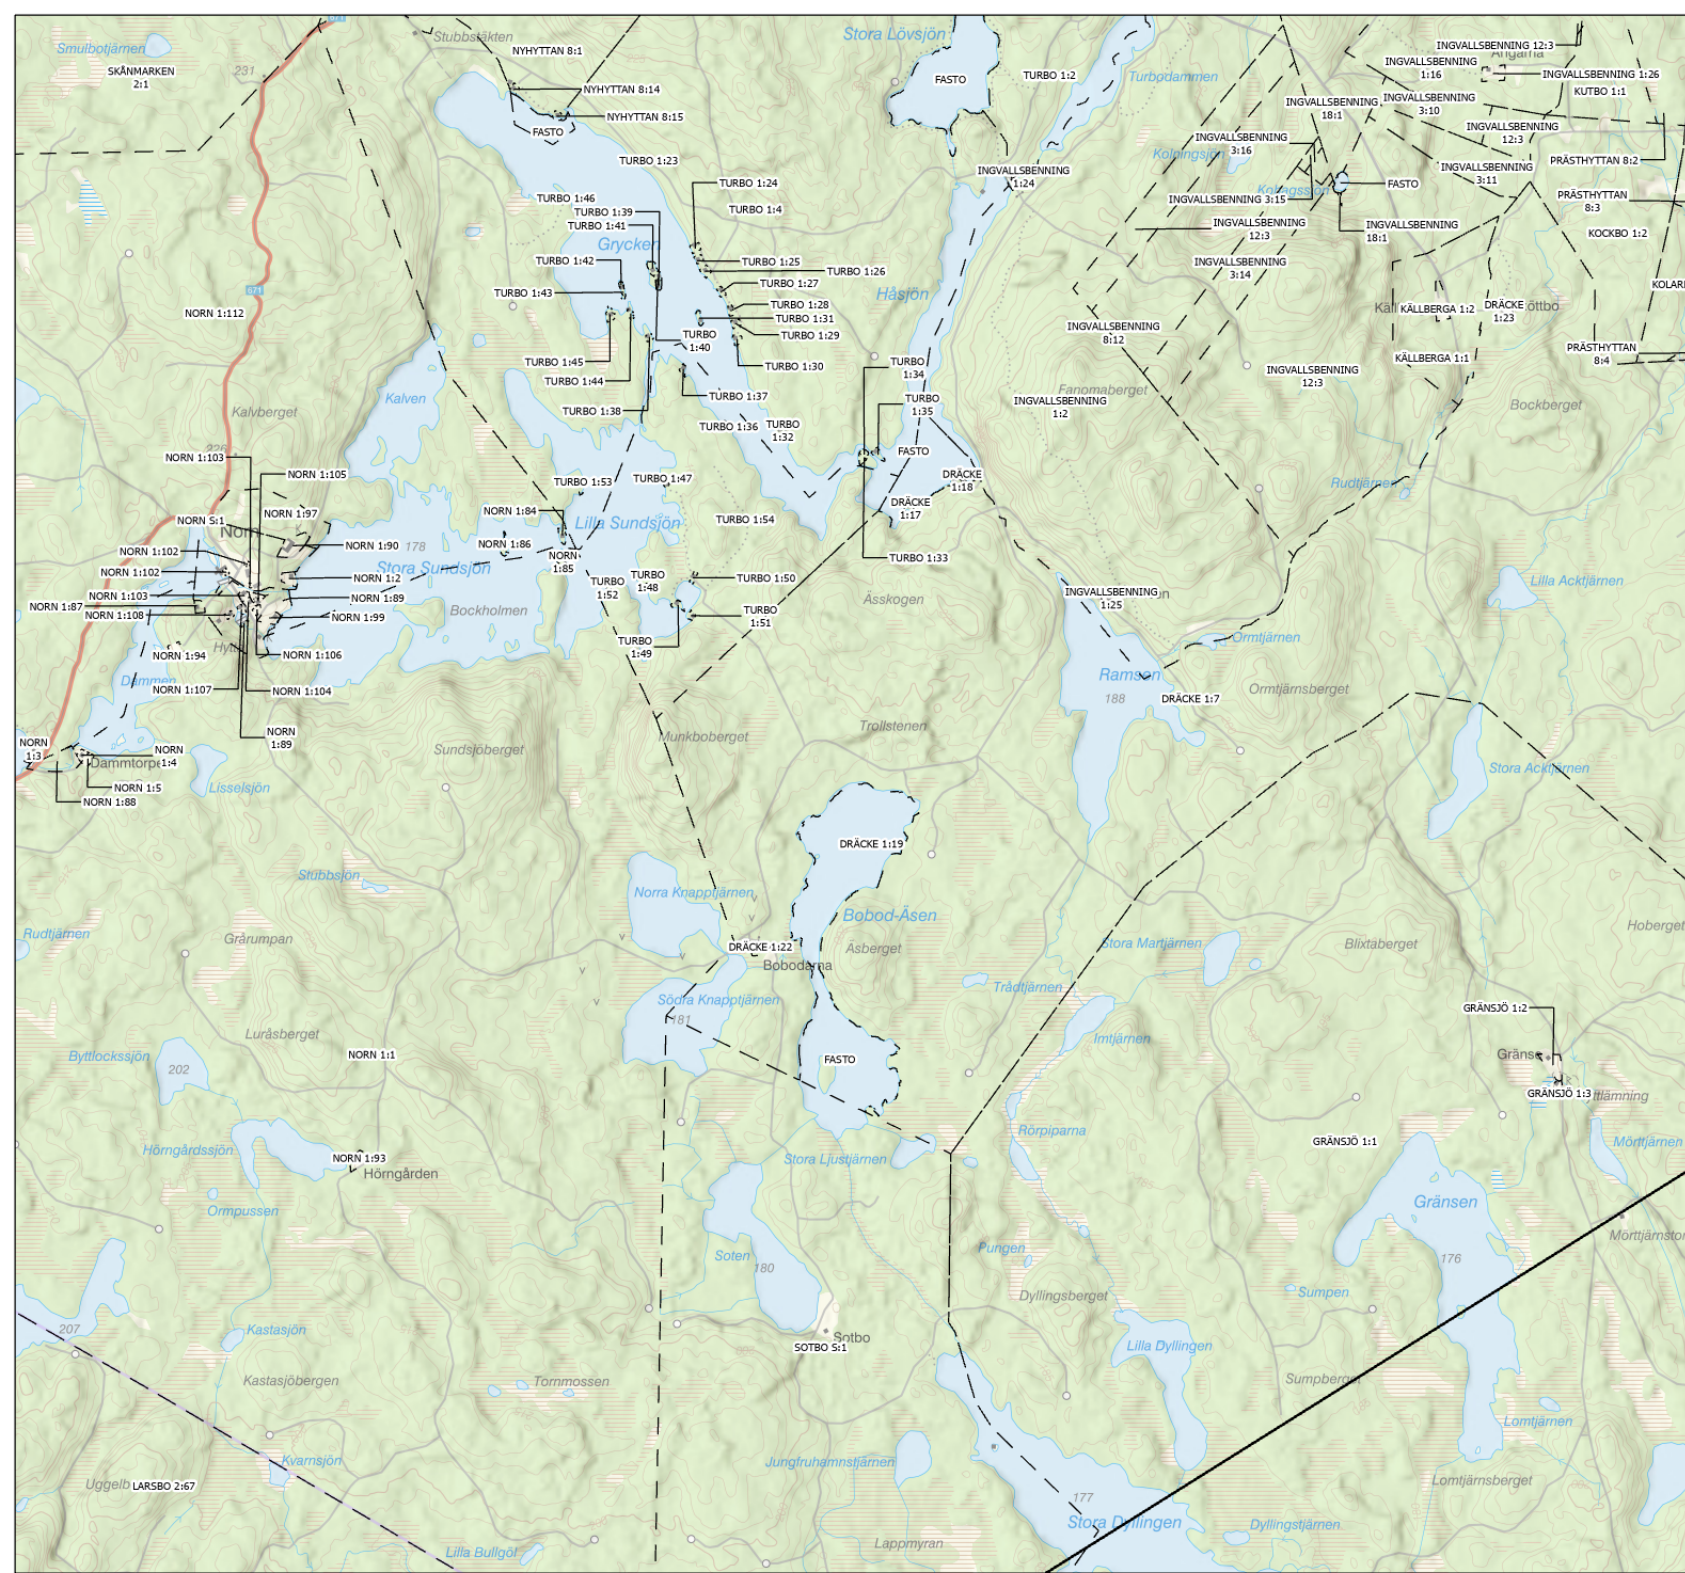 Stora Lövsjön
Stubbstäkten
Smulbotjärnen
NYHYTTAN 8:1
INGVALLSBENNING 12:3
Ängarna
SKÅNMARKEN
2:1
231
FASTO
TURBO 1:2
Turbodammen
INGVALLSBENNING
1:16
INGVALLSBENNING 1:26
KUTBO 1:1
NYHYTTAN 8:14
INGVALLSBENNING
18:1
INGVALLSBENNING
3:10
NYHYTTAN 8:15
FASTO
INGVALLSBENNING
3:16
INGVALLSBENNING
12:3
Kolningsjön
TURBO 1:23
INGVALLSBENNING
1:24
INGVALLSBENNING
3:11
PRÄSTHYTTAN 8:2
TURBO 1:24
FASTO
TURBO 1:46
TURBO 1:39
TURBO 1:4
INGVALLSBENNING 3:15
PRÄSTHYTTAN
8:3
TURBO 1:41
INGVALLSBENNING
12:3
INGVALLSBENNING
18:1
KOCKBO 1:2
Grycken
TURBO 1:42
TURBO 1:25
TURBO 1:26
INGVALLSBENNING
3:14
TURBO 1:43
TURBO 1:27
671
Håsjön
TURBO 1:28
TURBO 1:31
TURBO 1:29
NORN 1:112
KÄLLBERGA 1:2
DRÄCKE
1:23
TURBO
1:40
INGVALLSBENNING
8:12
TURBO 1:45
TURBO 1:30
TURBO
1:34
KÄLLBERGA 1:1
PRÄSTHYTTAN
8:4
TURBO 1:44
INGVALLSBENNING
12:3
Kalven
TURBO 1:37
Fanomaberget
TURBO 1:38
TURBO
1:35
INGVALLSBENNING
1:2
Bockberget
Kalvberget
TURBO 1:36
TURBO
1:32
226
FASTO
NORN 1:103
NORN 1:105
TURBO 1:53
TURBO 1:47
DRÄCKE
1:18
Rudtjärnen
NORN 1:97
NORN S:1
NORN 1:84
Lilla Sundsjön
TURBO 1:54
DRÄCKE
1:17
Norn
NORN 1:90
178
NORN 1:86
NORN 1:102
NORN
1:85
TURBO 1:33
Stora Sundsjön
NORN 1:102
NORN 1:2
TURBO
1:52
TURBO
1:48
TURBO 1:50
Lilla Acktjärnen
NORN 1:103
NORN 1:89
Ässkogen
INGVALLSBENNING
1:25
NORN 1:87
NORN 1:108
NORN 1:99
Bockholmen
TURBO
1:51
NORN 1:94
NORN 1:106
TURBO
1:49
Ormtjärnen
Dammen
NORN 1:107
NORN 1:104
Ramsen
188
DRÄCKE 1:7
Ormtjärnsberget
NORN
1:89
Trollstenen
Munkboberget
Sundsjöberget
NORN
1:3
NORN
1:4
Dammtorpet
NORN 1:5
NORN 1:88
Lisselsjön
Stora Acktjärnen
DRÄCKE 1:19
Stubbsjön
Norra Knapptjärnen
Bobod-Åsen
Rudtjärnen
Grårumpan
DRÄCKE 1:22
Åsberget
Stora Martjärnen
Blixtaberget
Hoberget
Bobodarna
Trådtjärnen
Södra Knapptjärnen
181
GRÄNSJÖ 1:2
Luråsberget
Imtjärnen
Byttlockssjön
NORN 1:1
FASTO
202
GRÄNSJÖ 1:3
Rörpiparna
GRÄNSJÖ 1:1
Mörttjärnen
Hörngårdssjön
NORN 1:93
Hörngården
Stora Ljustjärnen
Ormpussen
Gränsen
Soten
180
Pungen
176
Dyllingsberget
Sumpen
207
Kastasjön
Sotbo
SOTBO S:1
Lilla Dyllingen
Kastasjöbergen
Tornmossen
Sumpberget
Lomtjärnen
Kvarnsjön
Jungfruhamnstjärnen
Lomtjärnsberget
LARSBO 2:67
177
Stora Dyllingen
Dyllingstjärnen
Lappmyran
Lilla Bullgöl